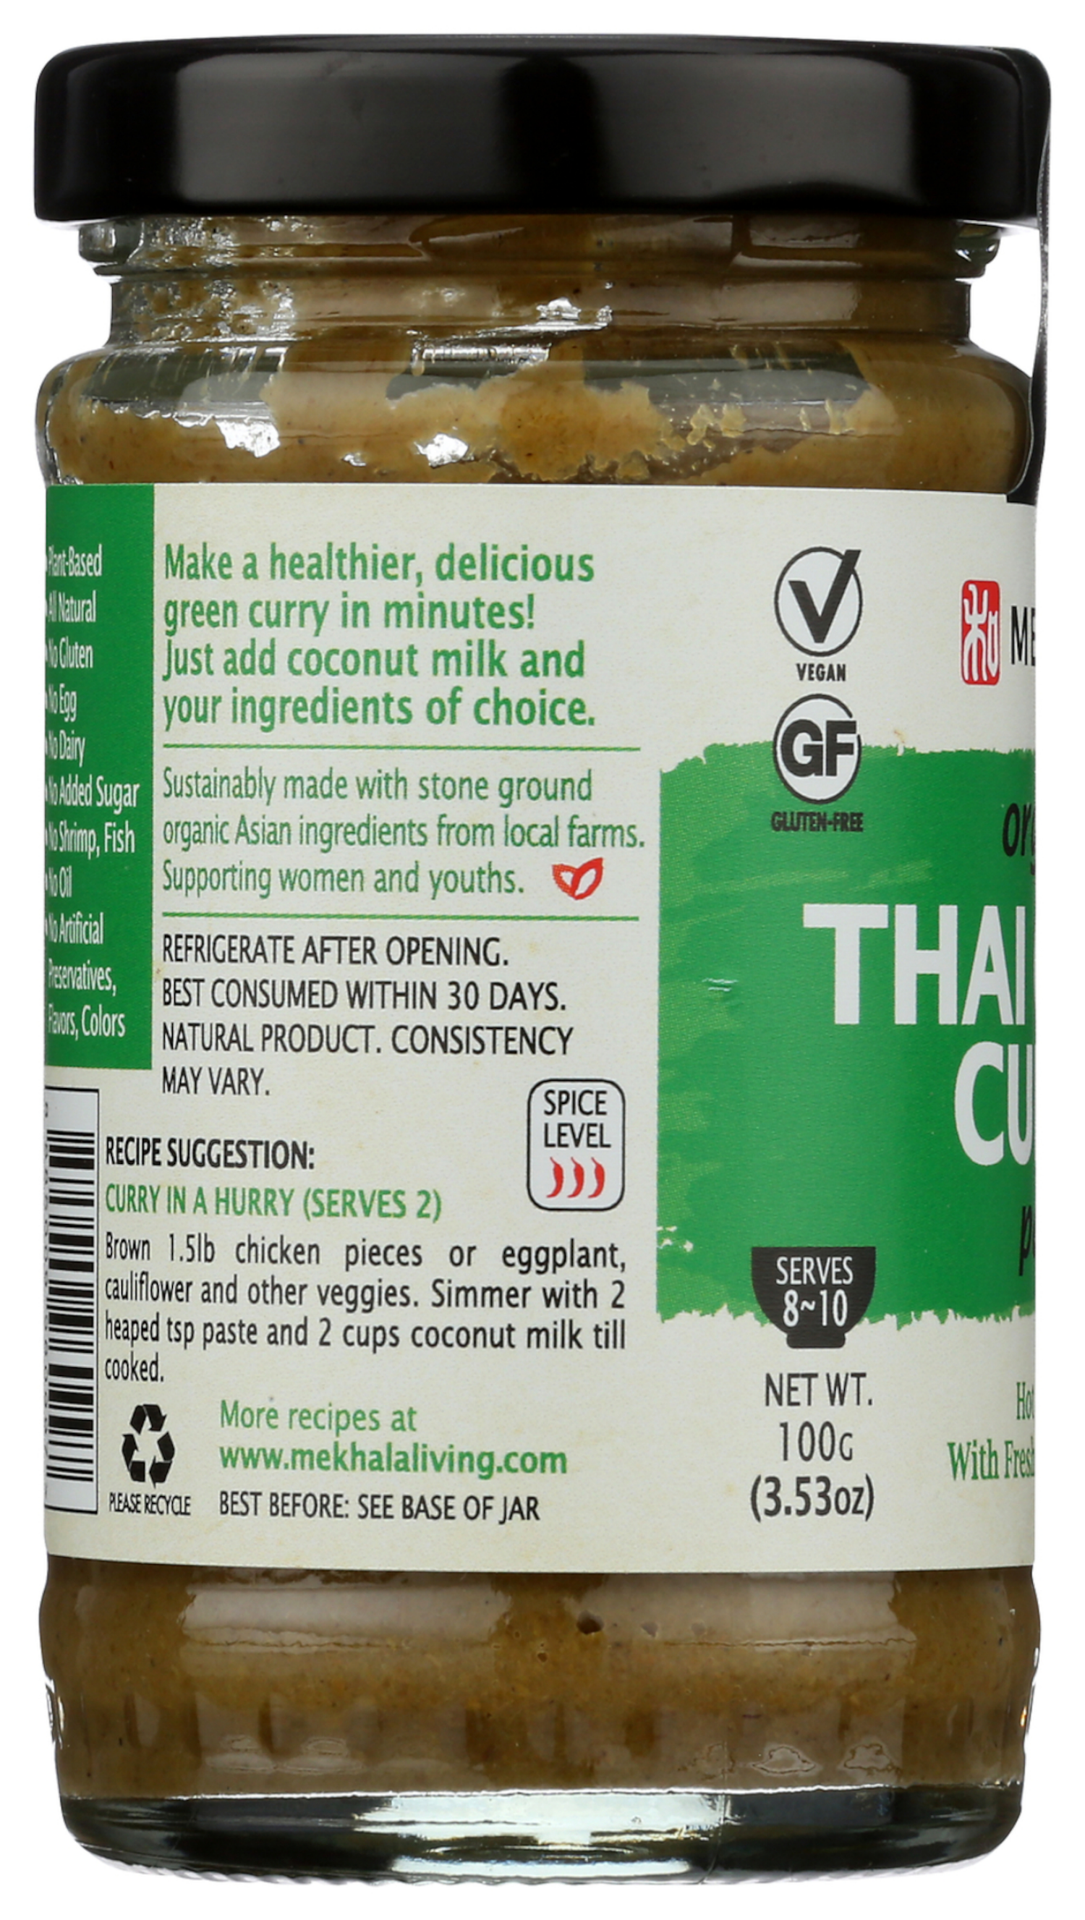 Plant-Based
All Natural
No Gluten
No Egg
No Dairy
No Added Sugar
No Shrimp, Fish
No Oil
No Artificial
Preservatives,
Flavors, Colors
Make a healthier, delicious
green curry in minutes!
Just add coconut milk and
your ingredients of choice.
Sustainably made with stone ground
organic Asian ingredients from local farms.
Supporting women and youths.
REFRIGERATE AFTER OPENING.
BEST CONSUMED WITHIN 30 DAYS.
NATURAL PRODUCT. CONSISTENCY
MAY VARY.
SPICE
LEVEL
RECIPE SUGGESTION:
CURRY IN A HURRY (SERVES 2)
Brown 1.5lb chicken pieces or eggplant,
cauliflower and other veggies. Simmer with 2
heaped tsp paste and 2 cups coconut milk till
cooked.
More recipes at
www.mekhalaliving.com
PLEASE RECYCLE
BEST BEFORE: SEE BASE OF JAR
V
VEGAN
GF
GLUTEN-FREE
ME
or
THAI
CU
p
SERVES
8~10
NET WT.
100G
(3.53oz)
Hot
With Fresh